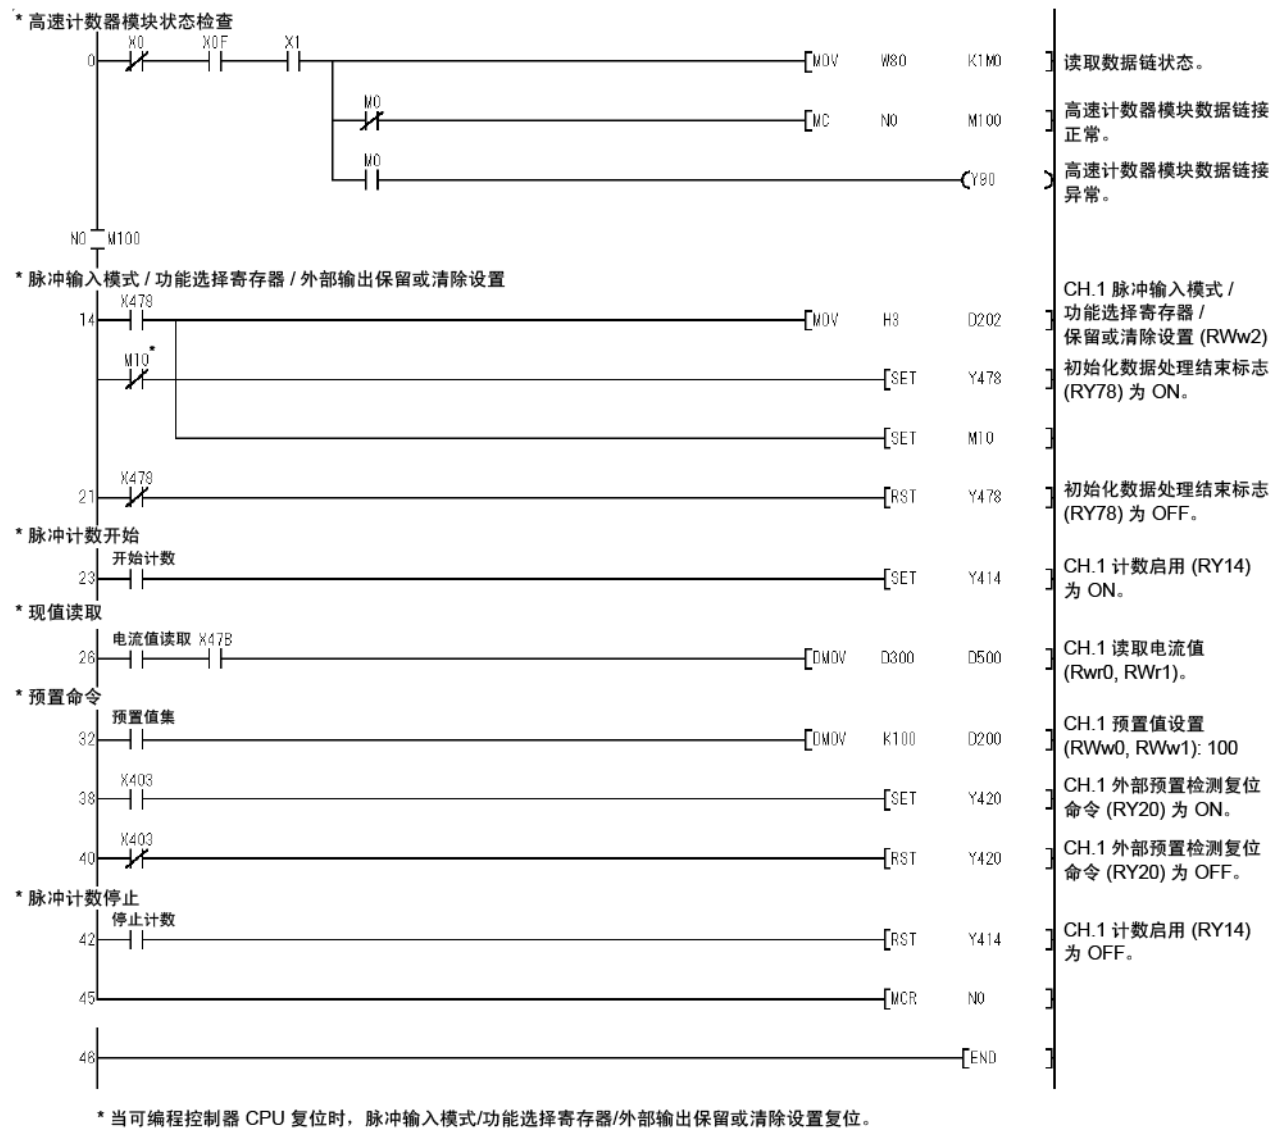 * 高速计数器模块状态检查
X0 X0F X1
0 MOV W80 K1M0 读取数据链状态。
M0
MC N0 M100 高速计数器模块数据链接
正常。
M0
Y90 高速计数器模块数据链接
异常。
N0 M100
* 脉冲输入模式 / 功能选择寄存器 / 外部输出保留或清除设置
X478
14 MOV H3 D202 CH.1 脉冲输入模式 /
功能选择寄存器 /
保留或清除设置 (RWw2)
M10 *
SET Y478 初始化数据处理结束标志
(RY78) 为 ON。
SET M10
X478
21 RST Y478 初始化数据处理结束标志
(RY78) 为 OFF。
* 脉冲计数开始
开始计数
23 SET Y414 CH.1 计数启用 (RY14)
为 ON。
* 现值读取
电流值读取 X47B
26 DMOV D300 D500 CH.1 读取电流值
(Rwr0, RWr1)。
* 预置命令
预置值集
32 DMOV K100 D200 CH.1 预置值设置
(RWw0, RWw1): 100
X403
38 SET Y420 CH.1 外部预置检测复位
命令 (RY20) 为 ON。
X403
40 RST Y420 CH.1 外部预置检测复位
命令 (RY20) 为 OFF。
* 脉冲计数停止
停止计数
42 RST Y414 CH.1 计数启用 (RY14)
为 OFF。
45 MCR N0
46 END
* 当可编程控制器 CPU 复位时，脉冲输入模式/功能选择寄存器/外部输出保留或清除设置复位。